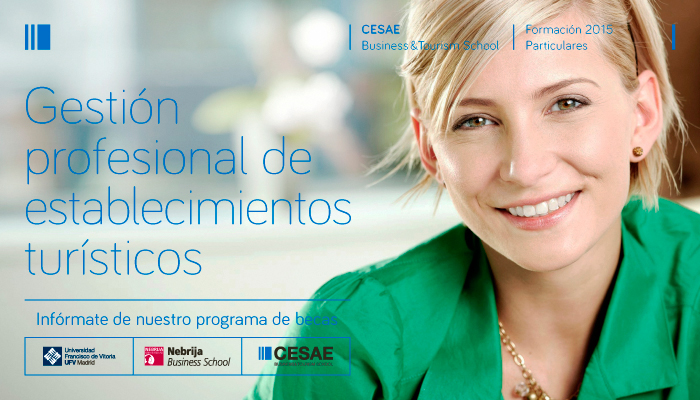 CESAE
Business & Tourism School
Formación 2015
Particulares
Gestión
profesional de
establecimientos
turísticos
Infórmate de nuestro programa de becas
Universidad
Francisco de Vitoria
UFV Madrid
Nebrija
Business School
CESAE